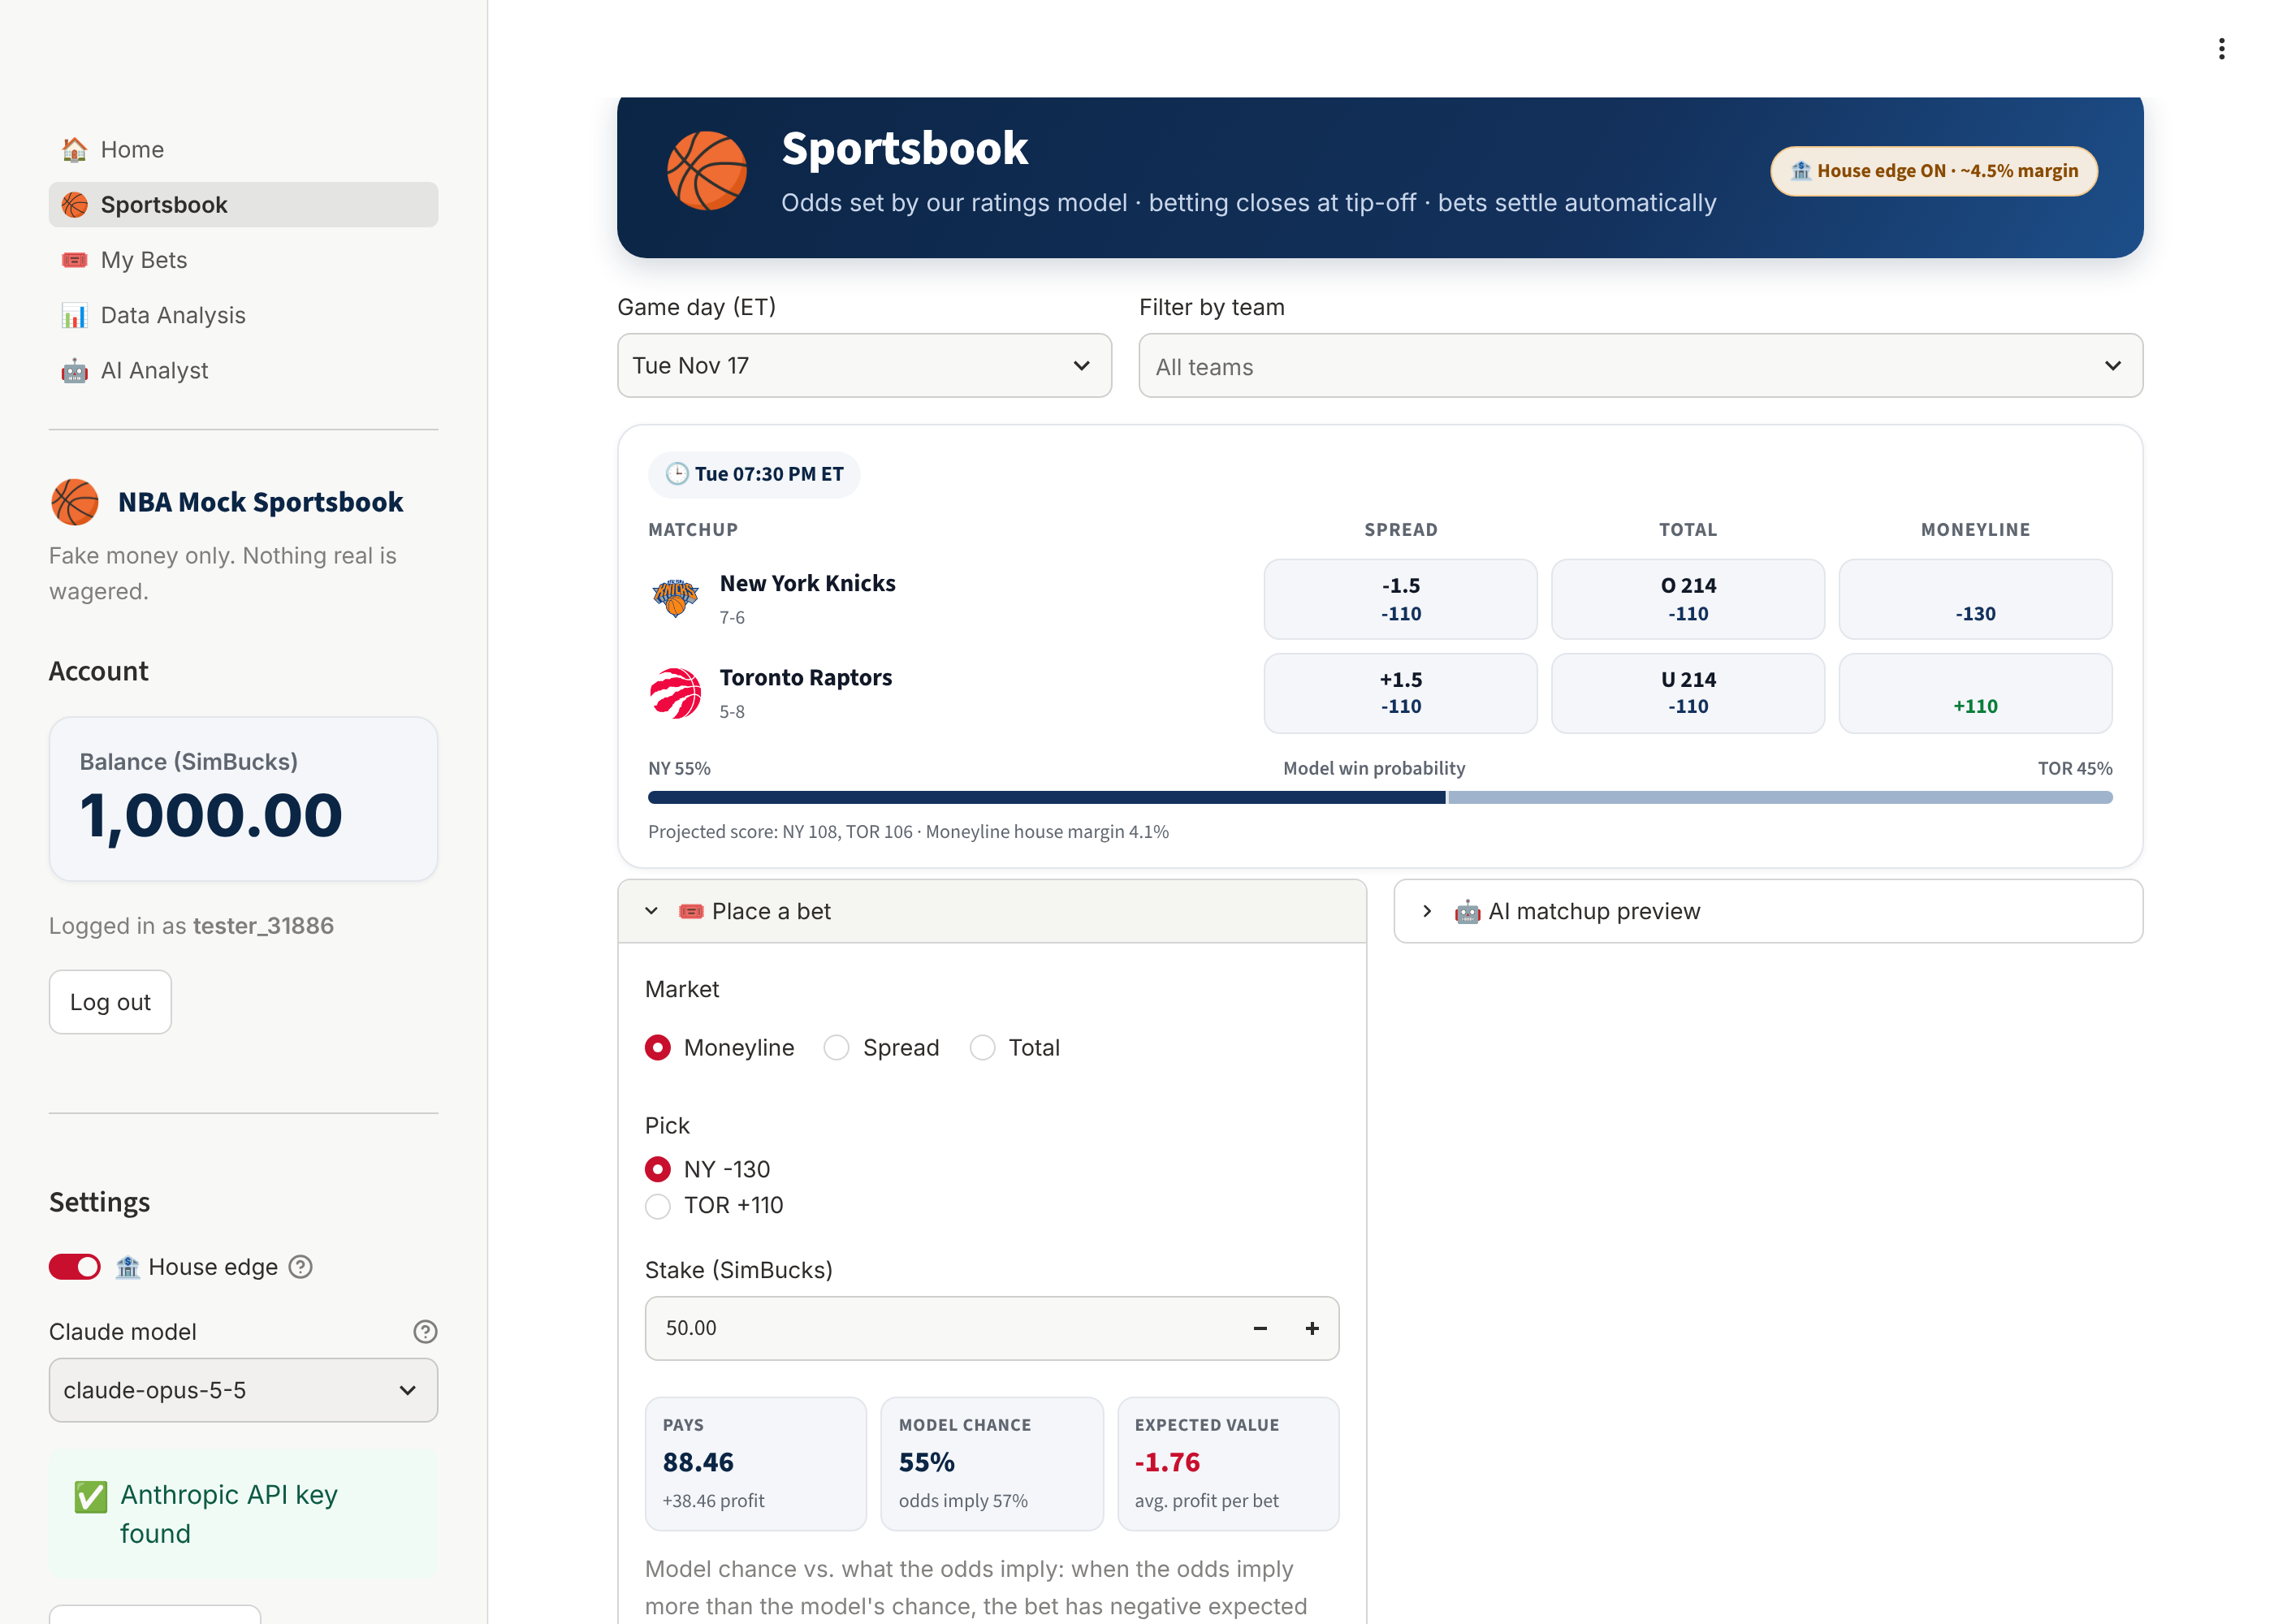 Home
Sportsbook
My Bets
Data Analysis
AI Analyst
NBA Mock Sportsbook
Fake money only. Nothing real is
wagered.
Account
Balance (SimBucks)
1,000.00
Logged in as tester_31886
Log out
Settings
House edge
Claude model
claude-opus-5-5
Anthropic API key
found
Sportsbook
Odds set by our ratings model · betting closes at tip-off · bets settle automatically
House edge ON · ~4.5% margin
Game day (ET)
Filter by team
Tue Nov 17
All teams
Tue 07:30 PM ET
MATCHUP SPREAD TOTAL MONEYLINE
KNICKS
New York Knicks
7-6
-1.5
-110
O 214
-110
-130
Toronto Raptors
5-8
+1.5
-110
U 214
-110
+110
NY 55% Model win probability TOR 45%
Projected score: NY 108, TOR 106 · Moneyline house margin 4.1%
Place a bet
AI matchup preview
Market
Moneyline Spread Total
Pick
NY -130
TOR +110
Stake (SimBucks)
50.00
PAYS
88.46
+38.46 profit
MODEL CHANCE
55%
odds imply 57%
EXPECTED VALUE
-1.76
avg. profit per bet
Model chance vs. what the odds imply: when the odds imply
more than the model's chance, the bet has negative expected